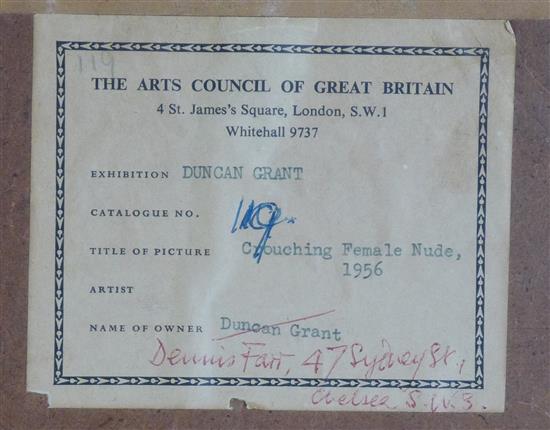 119
THE ARTS COUNCIL OF GREAT BRITAIN
4 St. James's Square, London, S.W.1
Whitehall 9737
EXHIBITION DUNCAN GRANT
CATALOGUE NO. 119
TITLE OF PICTURE Crouching Female Nude,
1956
ARTIST
NAME OF OWNER Duncan Grant
Dennis Farr, 47 Sydney St.,
Chelsea S.W.3.